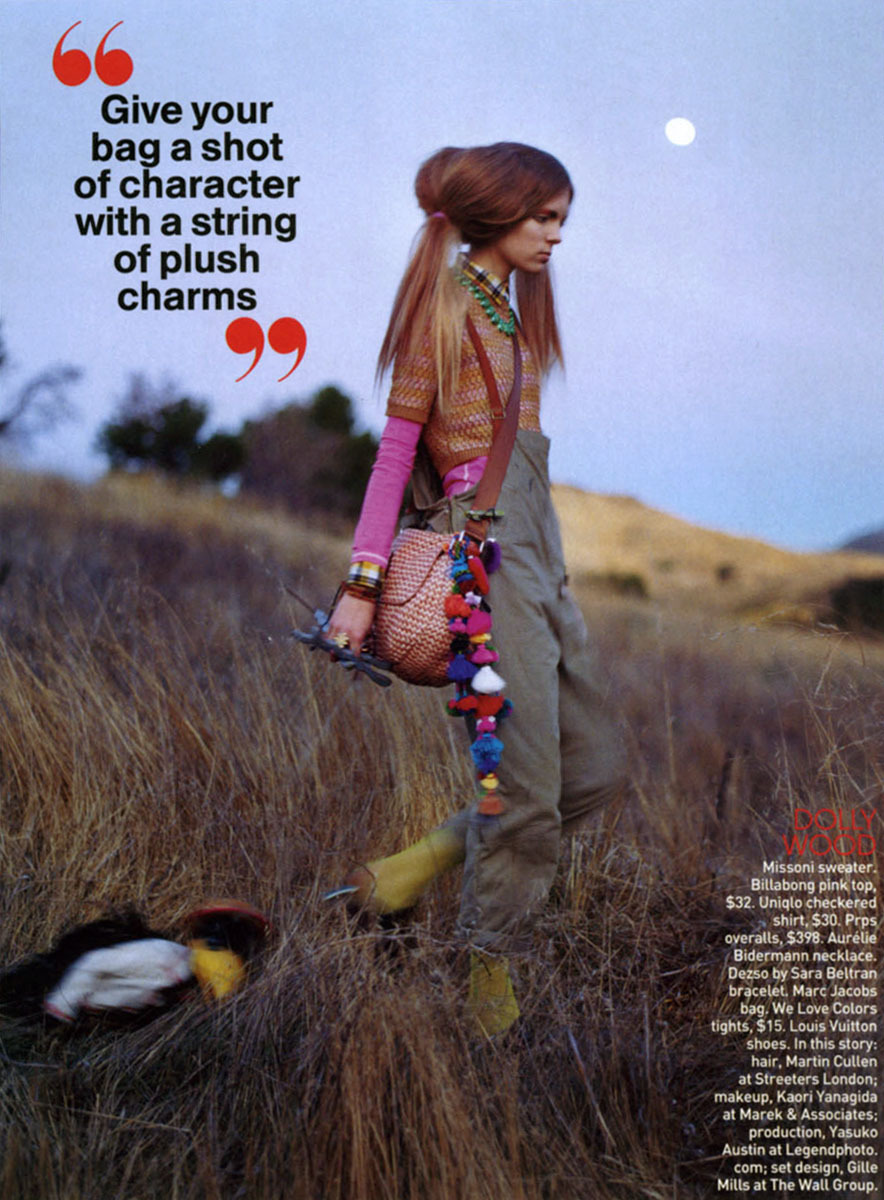 “
Give your
bag a shot
of character
with a string
of plush
charms
”
DOLLY
WOOD
Missoni sweater.
Billabong pink top,
$32. Uniqlo checkered
shirt, $30. Prps
overalls, $398. Aurélie
Bidermann necklace.
Dezso by Sara Beltran
bracelet. Marc Jacobs
bag. We Love Colors
tights, $15. Louis Vuitton
shoes. In this story:
hair, Martin Cullen
at Streeters London;
makeup, Kaori Yanagida
at Marek & Associates;
production, Yasuko
Austin at Legendphoto.
com; set design, Gille
Mills at The Wall Group.